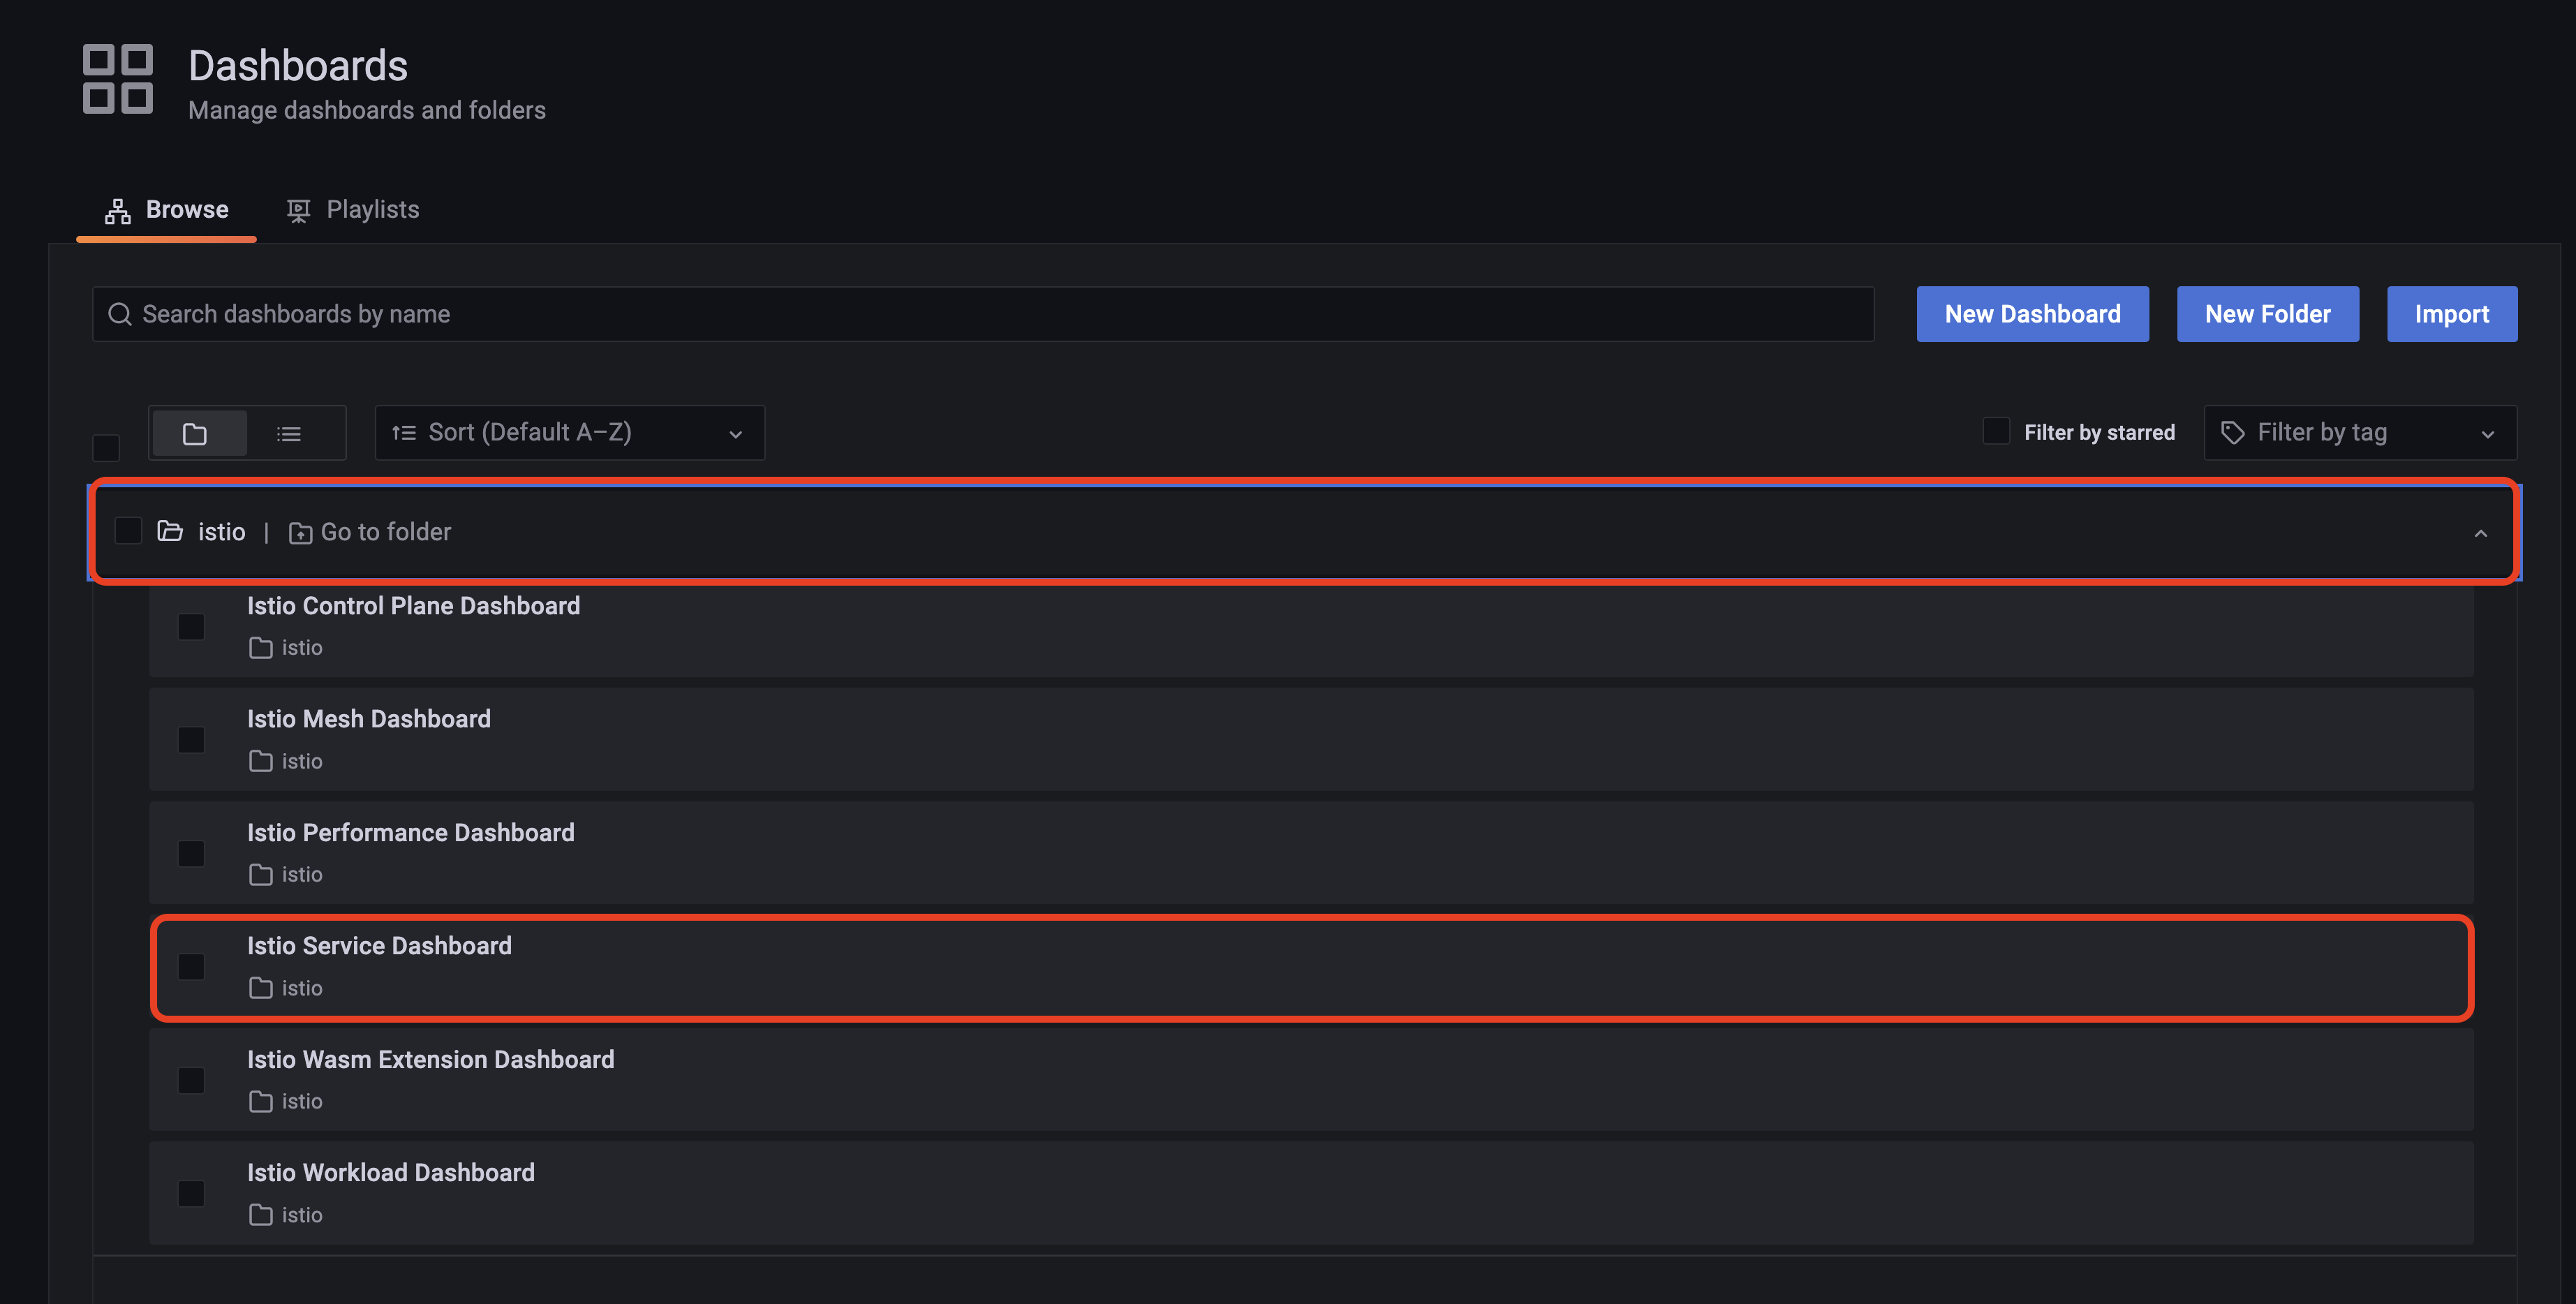 Dashboards
Manage dashboards and folders
Browse
Playlists
Search dashboards by name
New Dashboard
New Folder
Import
Sort (Default A–Z)
Filter by starred
Filter by tag
istio | Go to folder
Istio Control Plane Dashboard
istio
Istio Mesh Dashboard
istio
Istio Performance Dashboard
istio
Istio Service Dashboard
istio
Istio Wasm Extension Dashboard
istio
Istio Workload Dashboard
istio